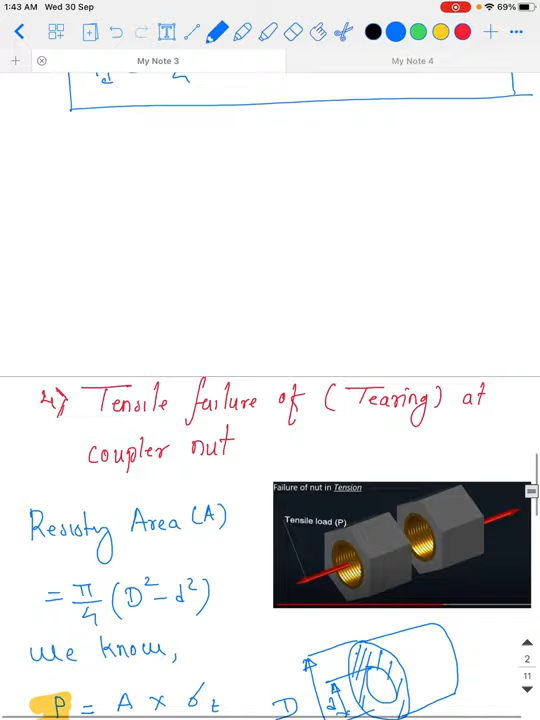 1:43 AM Wed 30 Sep
69%
My Note 3
My Note 4
d 4
4) Tensile failure of (Tearing) at
coupler nut
Resisty Area (A)
= π/4 (D² - d²)
Failure of nut in Tension
Tensile load (P)
We know,
P = A × σt
D
d
2
11